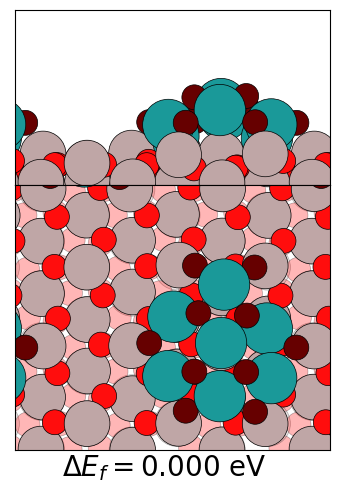 $\Delta E_f = 0.000$ eV